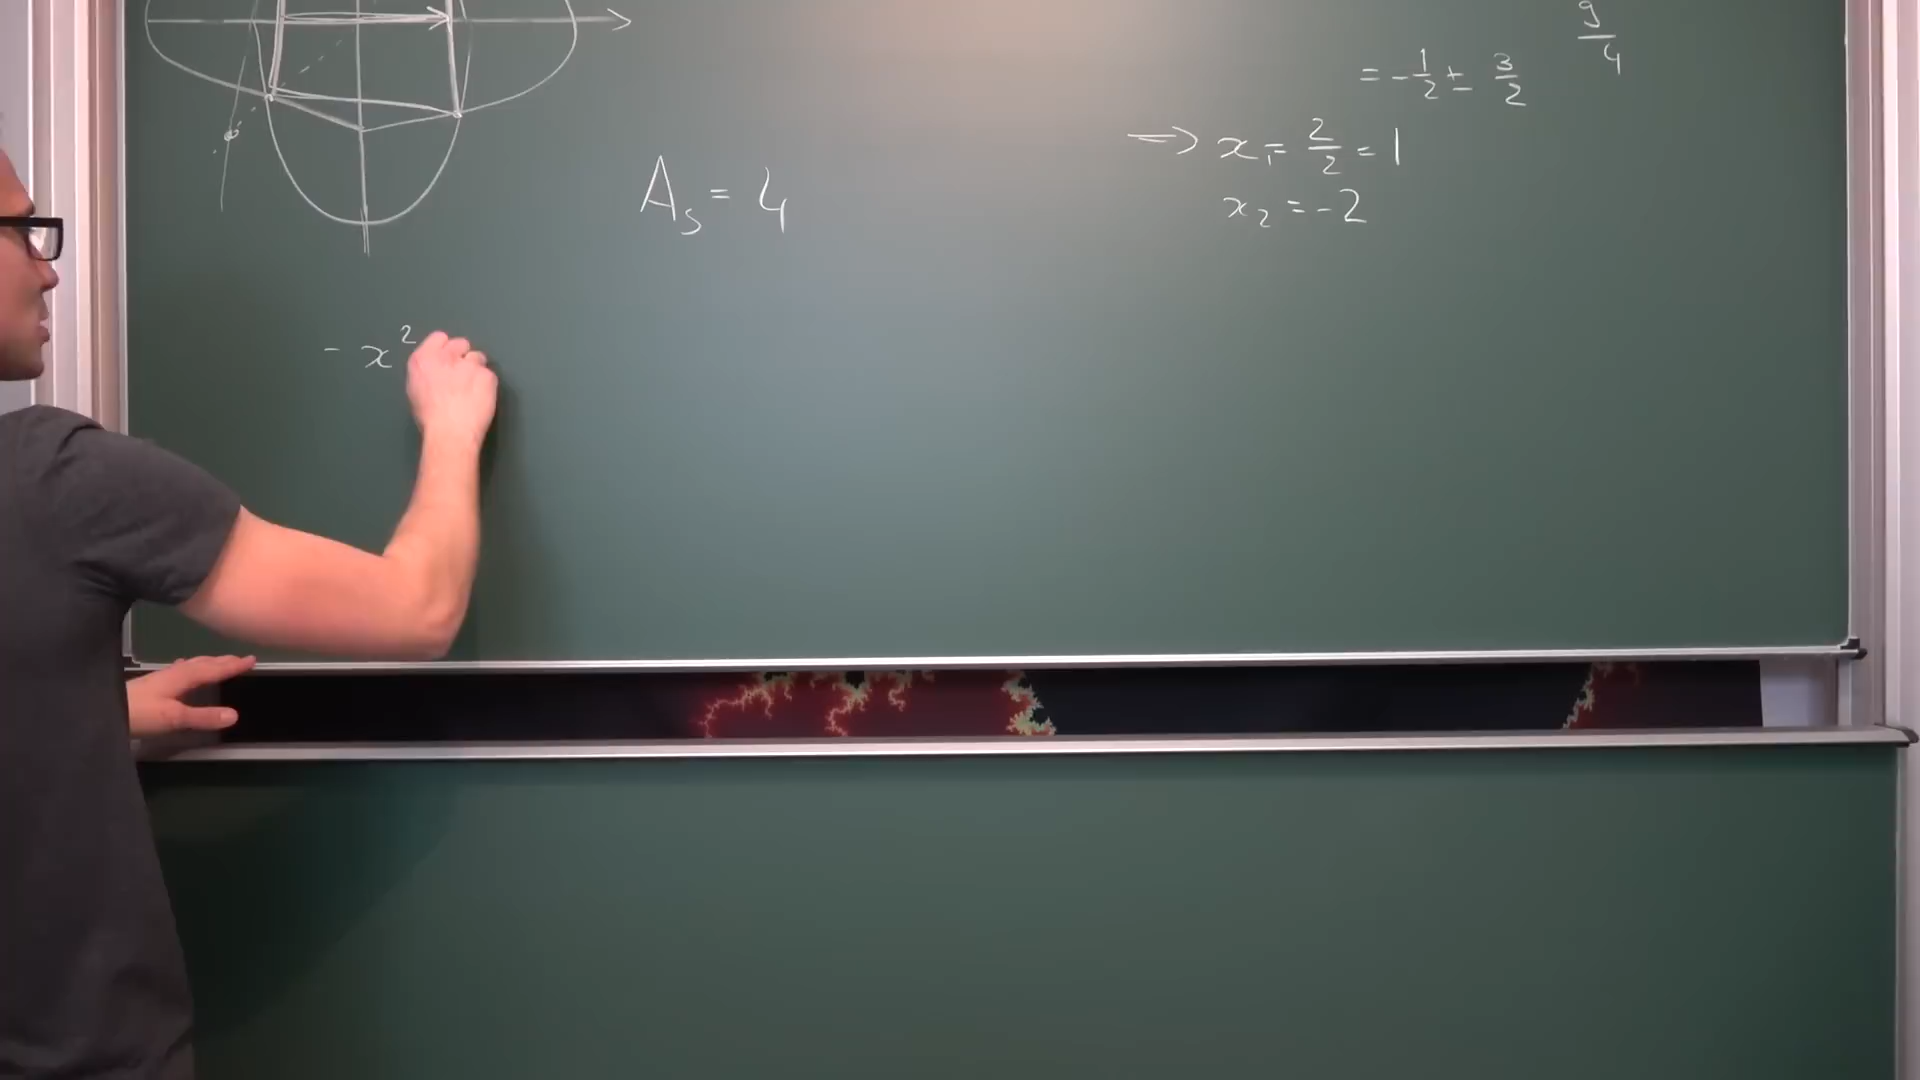 9/4
= -1/2 ± 3/2
=> x₁ = 2/2 = 1
A_s = 4
x₂ = -2
- x²